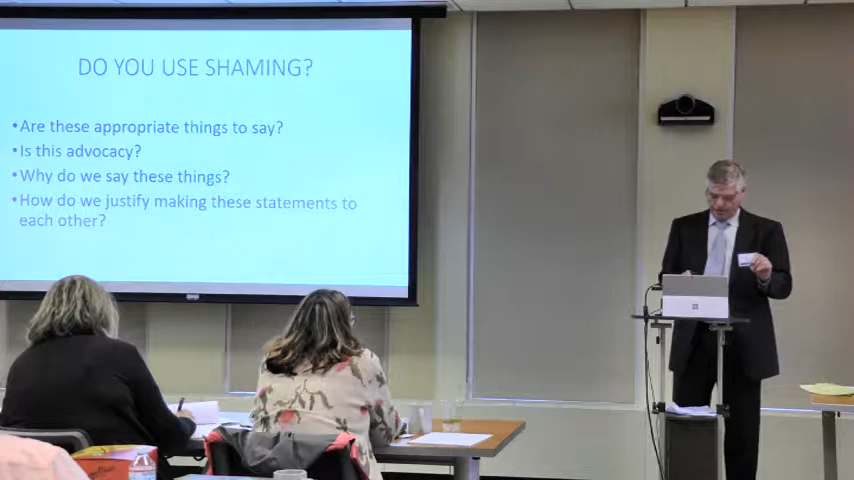 DO YOU USE SHAMING?
•Are these appropriate things to say?
•Is this advocacy?
•Why do we say these things?
•How do we justify making these statements to
each other?